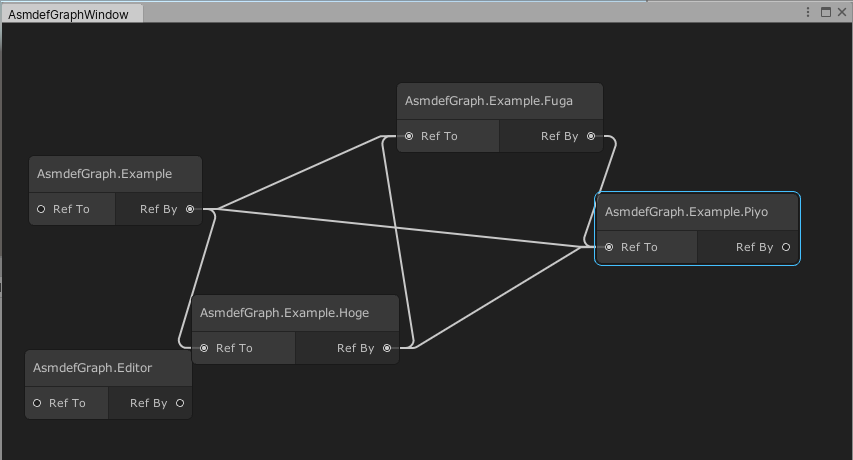 AsmdefGraphWindow
AsmdefGraph.Example.Fuga
Ref To
Ref By
AsmdefGraph.Example
Ref To
Ref By
AsmdefGraph.Example.Piyo
Ref To
Ref By
AsmdefGraph.Example.Hoge
Ref To
Ref By
AsmdefGraph.Editor
Ref To
Ref By